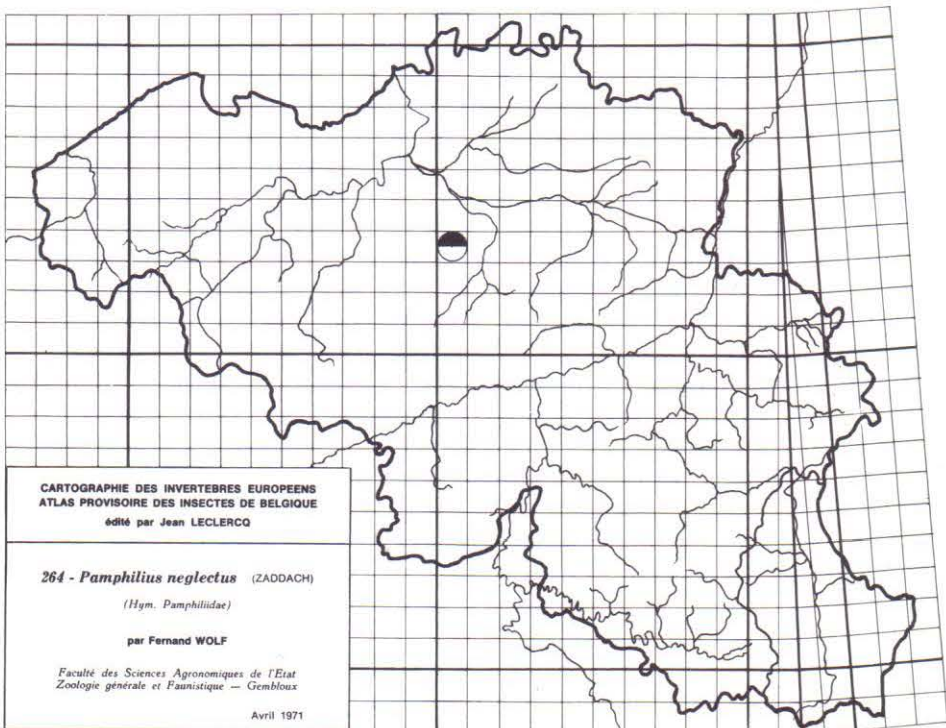 CARTOGRAPHIE DES INVERTEBRES EUROPEENS
ATLAS PROVISOIRE DES INSECTES DE BELGIQUE
édité par Jean LECLERCQ
264 - Pamphilius neglectus (ZADDACH)
(Hym. Pamphiliidae)
par Fernand WOLF
Faculté des Sciences Agronomiques de l'Etat
Zoologie générale et Faunistique — Gembloux
Avril 1971